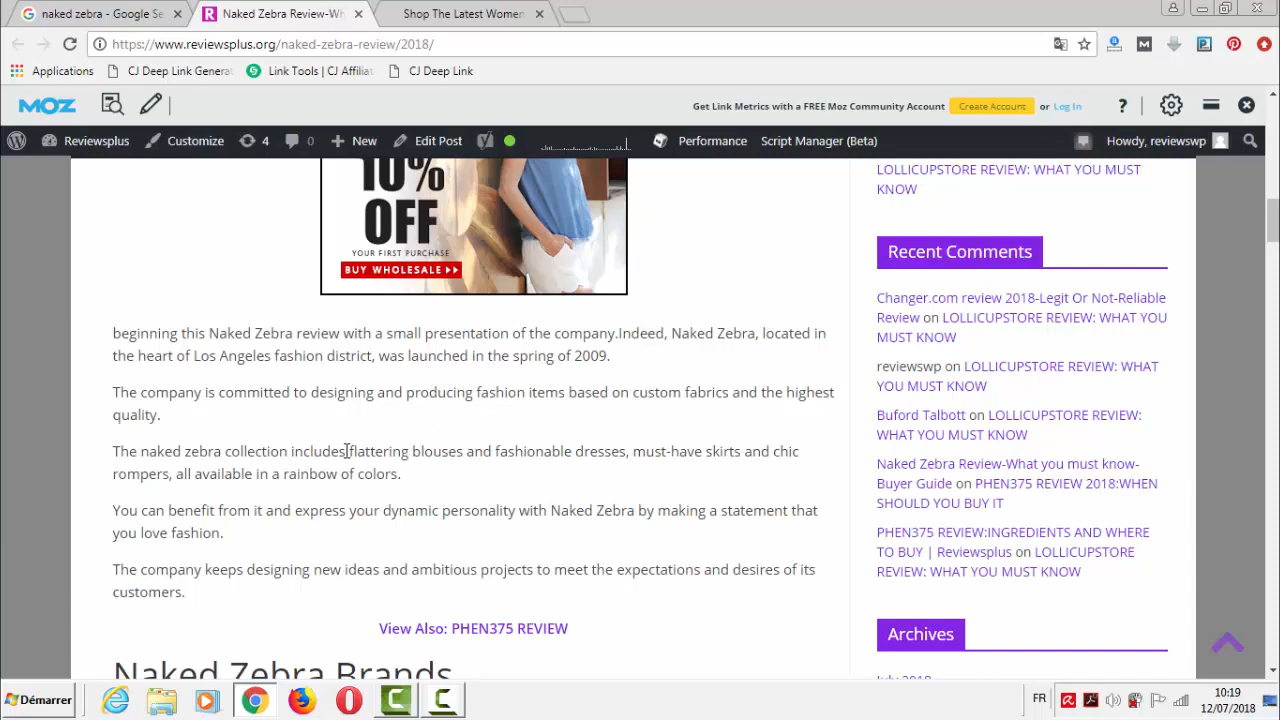 naked zebra - Google Se
Naked Zebra Review-Wh
Shop The Latest Women
https://www.reviewsplus.org/naked-zebra-review/2018/
Applications
CJ Deep Link Genera
Link Tools | CJ Affiliat
CJ Deep Link
MOZ
Get Link Metrics with a FREE Moz Community Account
Create Account
or Log In
?
Reviewsplus
Customize
4
0
New
Edit Post
Performance
Script Manager (Beta)
Howdy, reviewswp
10%
OFF
YOUR FIRST PURCHASE
BUY WHOLESALE
beginning this Naked Zebra review with a small presentation of the company.Indeed, Naked Zebra, located in
the heart of Los Angeles fashion district, was launched in the spring of 2009.
The company is committed to designing and producing fashion items based on custom fabrics and the highest
quality.
The naked zebra collection includes flattering blouses and fashionable dresses, must-have skirts and chic
rompers, all available in a rainbow of colors.
You can benefit from it and express your dynamic personality with Naked Zebra by making a statement that
you love fashion.
The company keeps designing new ideas and ambitious projects to meet the expectations and desires of its
customers.
View Also: PHEN375 REVIEW
Naked Zebra Brands
LOLLICUPSTORE REVIEW: WHAT YOU MUST
KNOW
Recent Comments
Changer.com review 2018-Legit Or Not-Reliable
Review on LOLLICUPSTORE REVIEW: WHAT YOU
MUST KNOW
reviewswp on LOLLICUPSTORE REVIEW: WHAT
YOU MUST KNOW
Buford Talbott on LOLLICUPSTORE REVIEW:
WHAT YOU MUST KNOW
Naked Zebra Review-What you must know-
Buyer Guide on PHEN375 REVIEW 2018:WHEN
SHOULD YOU BUY IT
PHEN375 REVIEW:INGREDIENTS AND WHERE
TO BUY | Reviewsplus on LOLLICUPSTORE
REVIEW: WHAT YOU MUST KNOW
Archives
July 2018
Démarrer
FR
10:19
12/07/2018